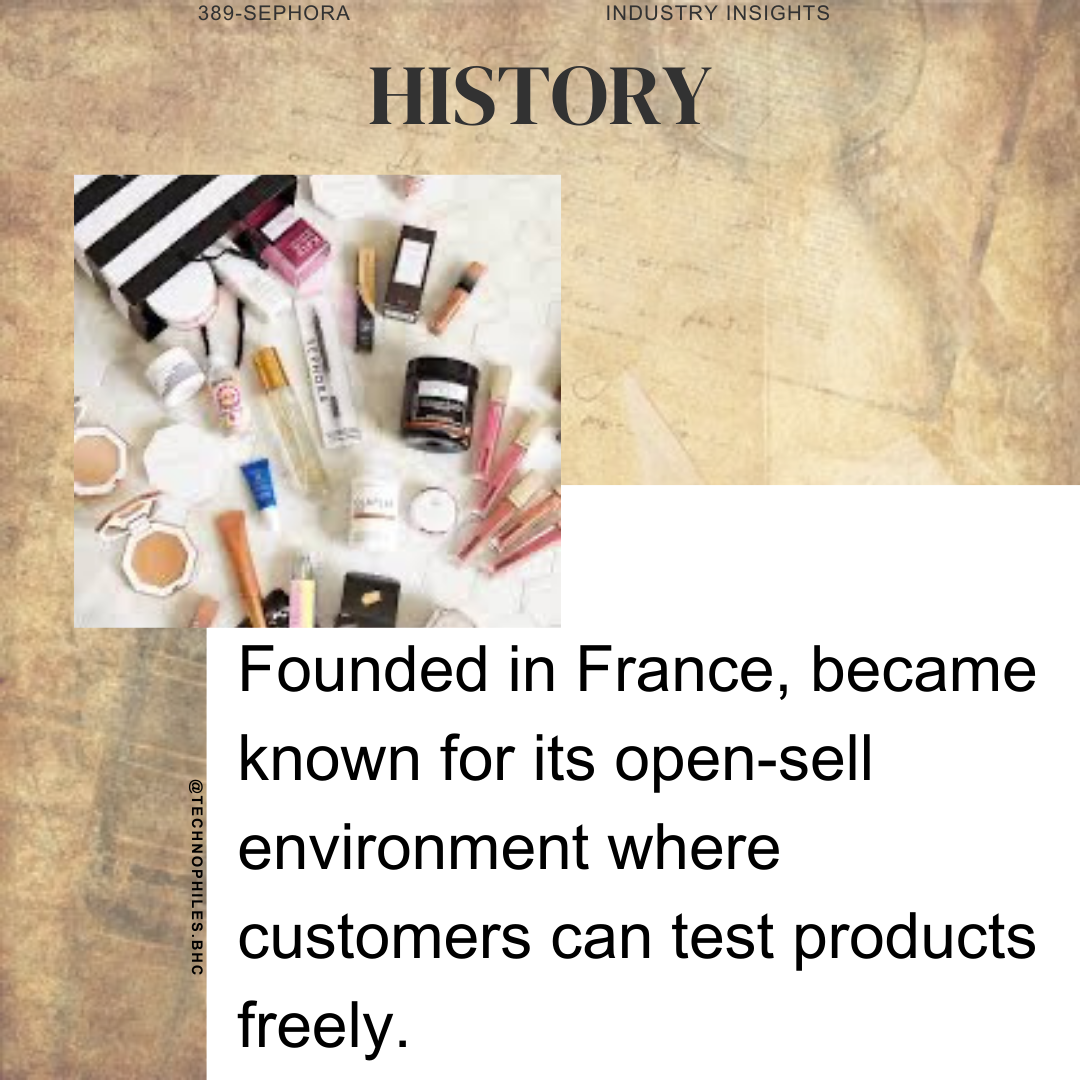 389-SEPHORA
INDUSTRY INSIGHTS
HISTORY
SEPHORA
Founded in France, became
known for its open-sell
environment where
customers can test products
freely.
@TECHNOPHILES.BHC